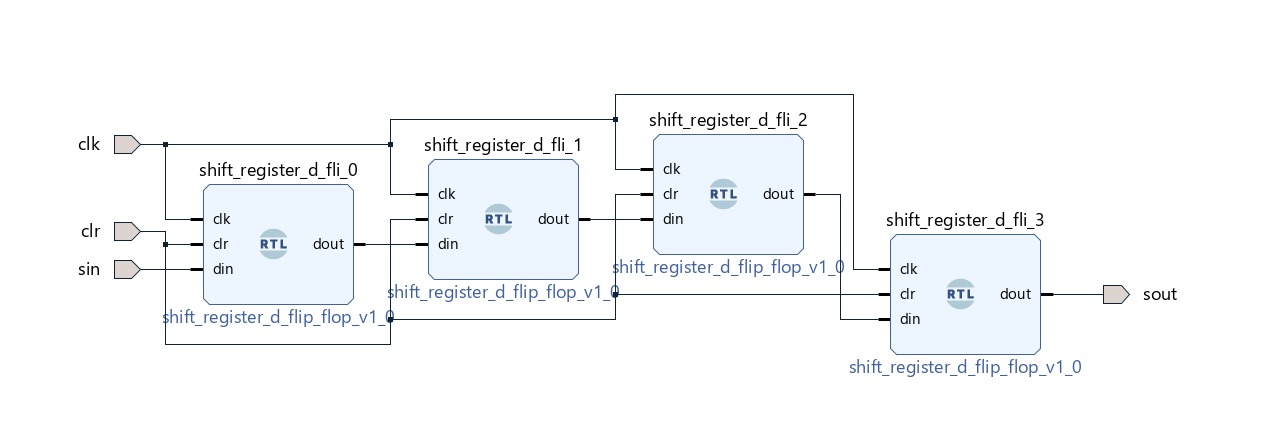 clk
clr
sin
shift_register_d_fli_0
clk
clr
din
RTL
dout
shift_register_d_flip_flop_v1_0
shift_register_d_fli_1
clk
clr
din
RTL
dout
shift_register_d_flip_flop_v1_0
shift_register_d_fli_2
clk
clr
din
RTL
dout
shift_register_d_flip_flop_v1_0
shift_register_d_fli_3
clk
clr
din
RTL
dout
shift_register_d_flip_flop_v1_0
sout